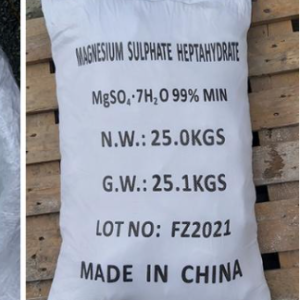 MAGNESIUM SULPHATE HEPTAHYDRATE
MgSO₄·7H₂O 99% MIN
N.W.: 25.0KGS
G.W.: 25.1KGS
LOT NO: FZ2021
MADE IN CHINA